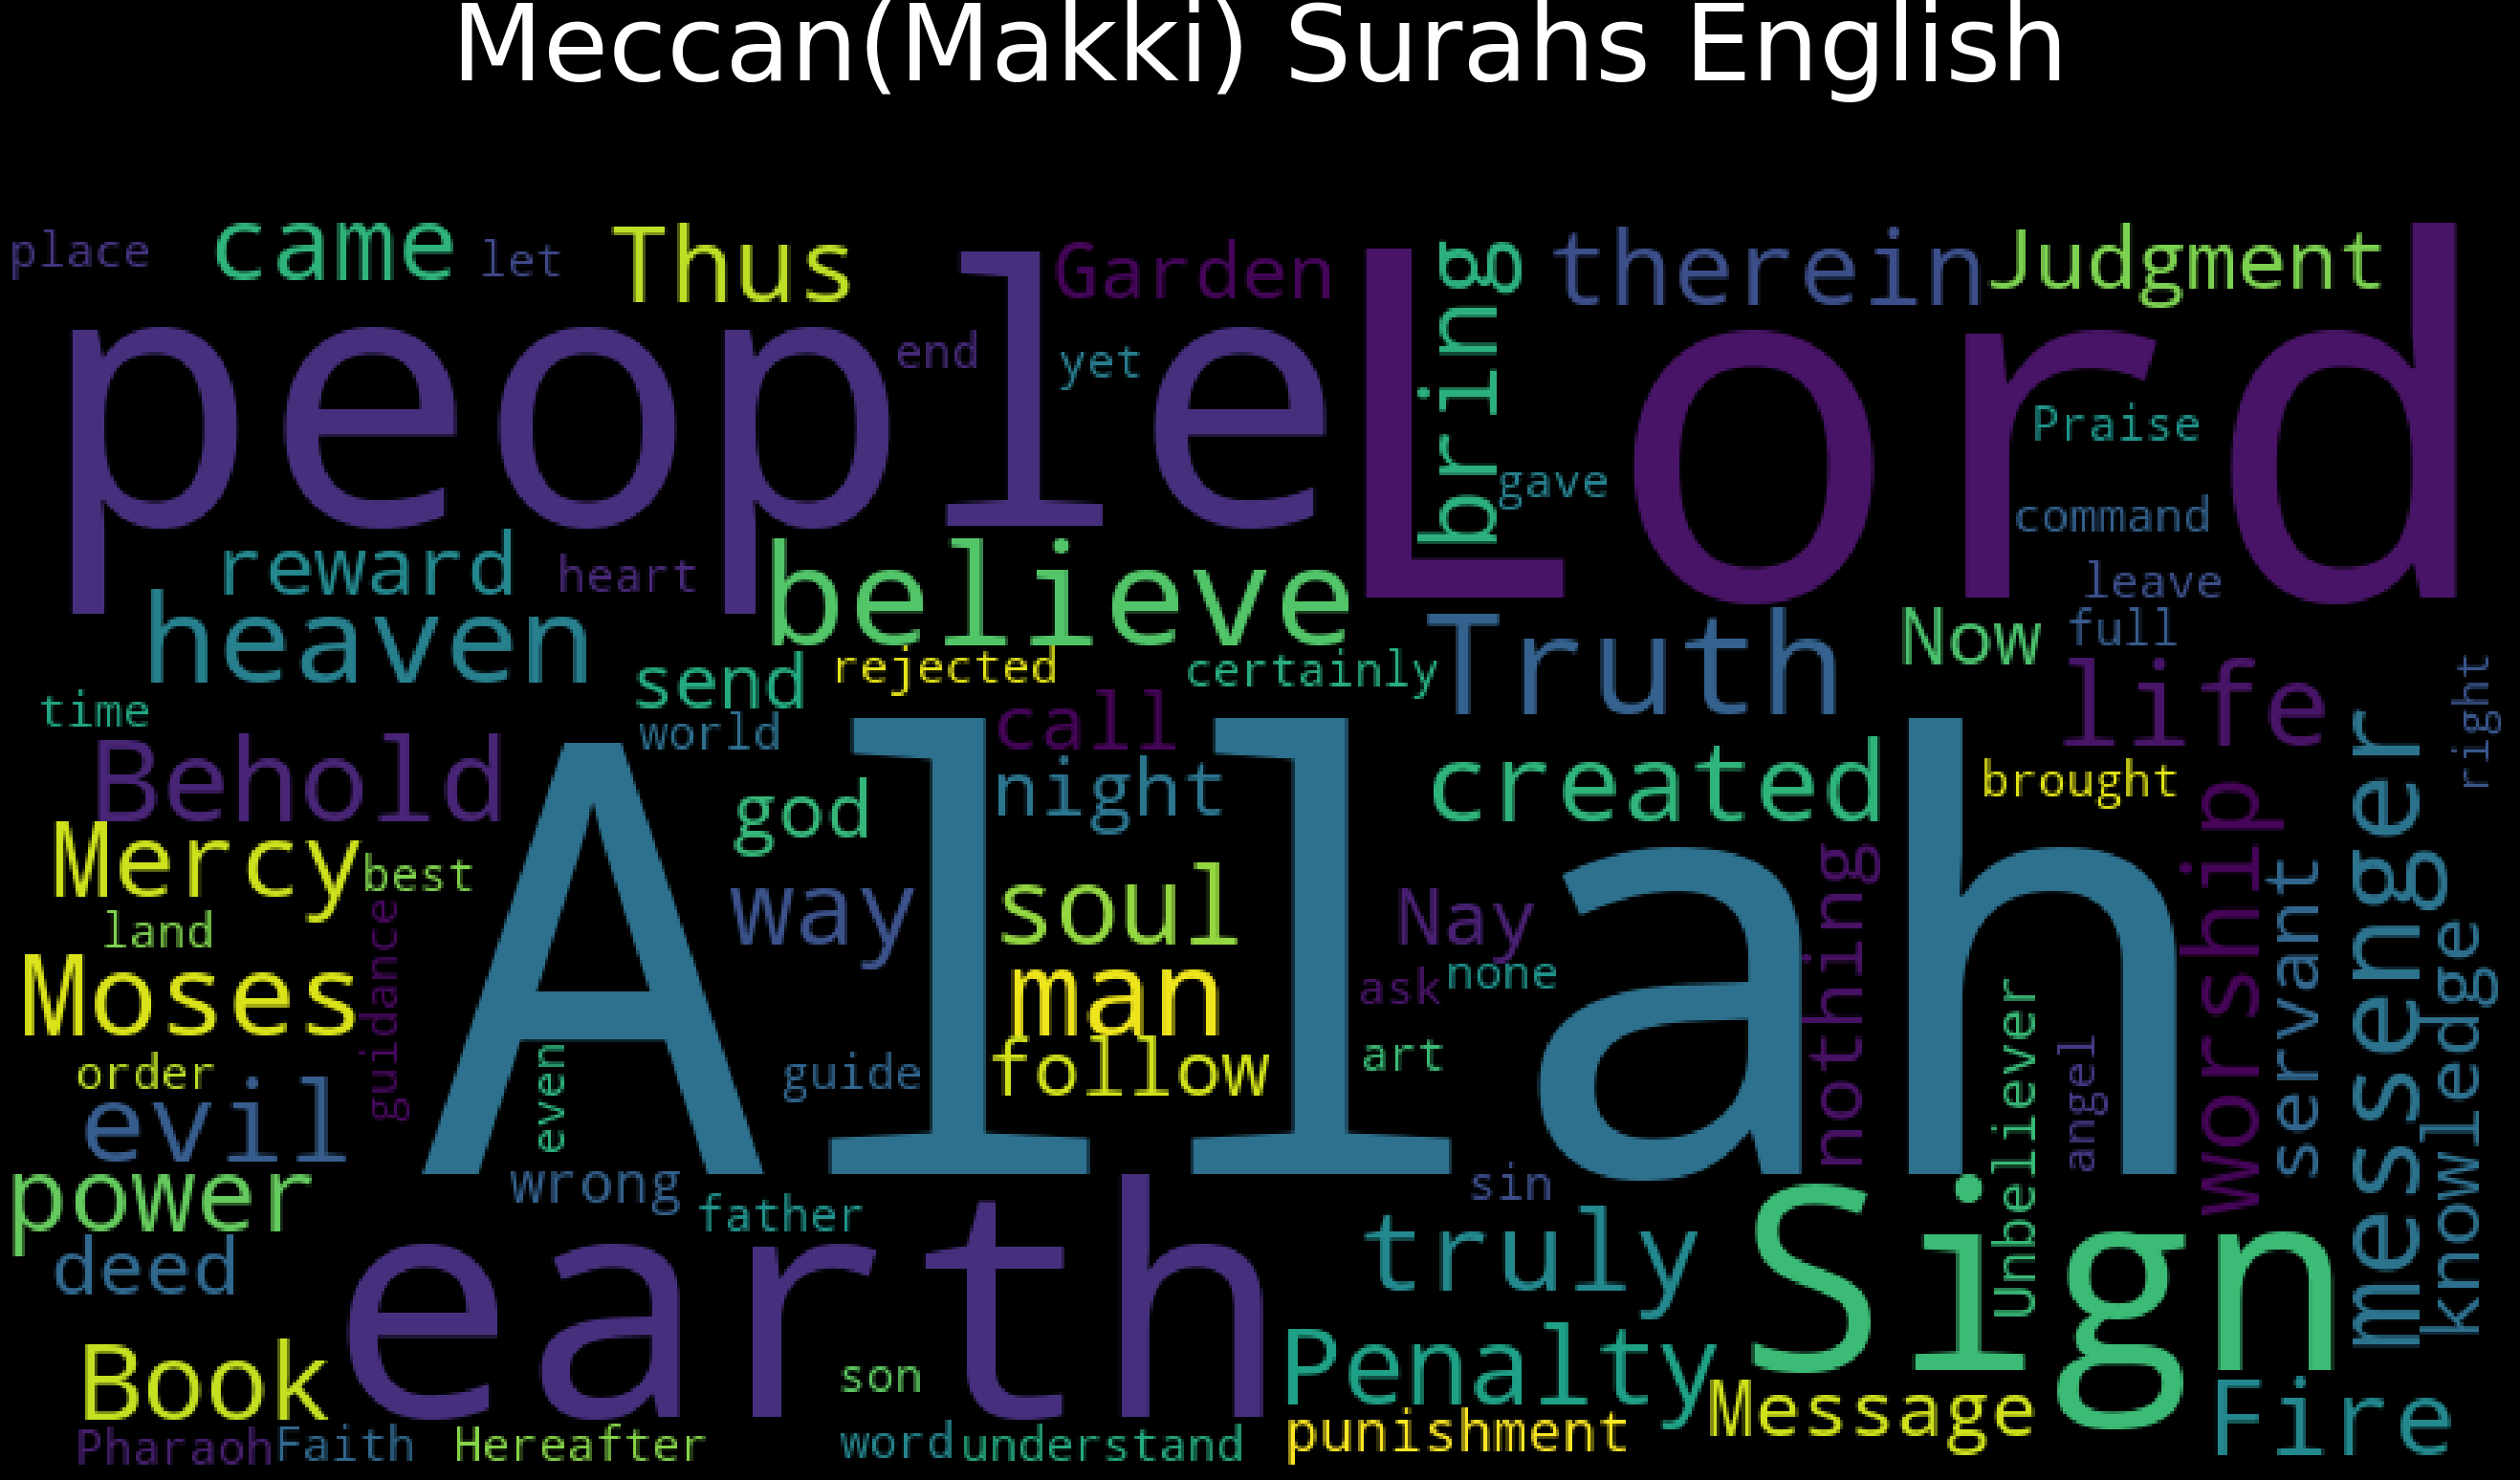 Meccan(Makki) Surahs English
place came let Thus Garden bring therein Judgment
people end yet Lord Praise
gave command
reward heart believe leave
heaven send rejected certainly Truth Now full life right
time world call
Behold god night created brought
Mercy best Allah
land way soul Nay nothing worship servant messenger
Moses guidance man ask none knowledge
order even guide follow art Unbeliever angel
evil
power wrong father sin
deed earth truly Sign
Book son Penalty Message Fire
Pharaoh Faith Hereafter word understand punishment